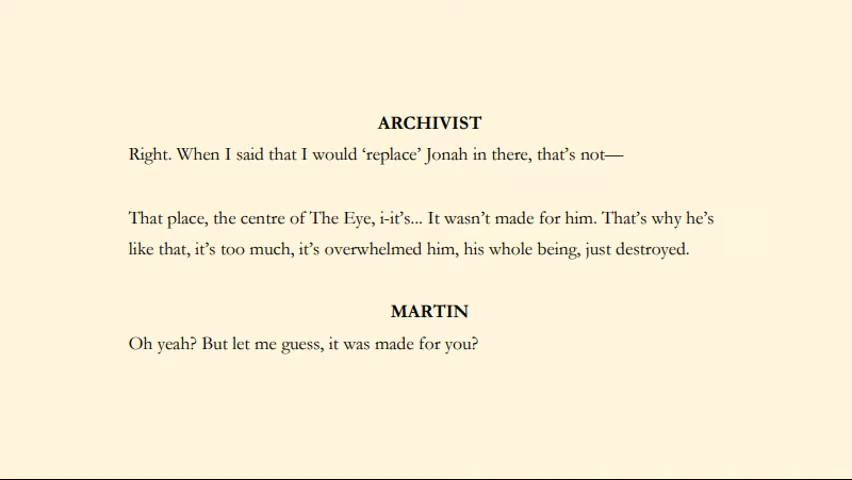 ARCHIVIST
Right. When I said that I would ‘replace’ Jonah in there, that’s not—
That place, the centre of The Eye, i-it’s... It wasn’t made for him. That’s why he’s
like that, it’s too much, it’s overwhelmed him, his whole being, just destroyed.
MARTIN
Oh yeah? But let me guess, it was made for you?